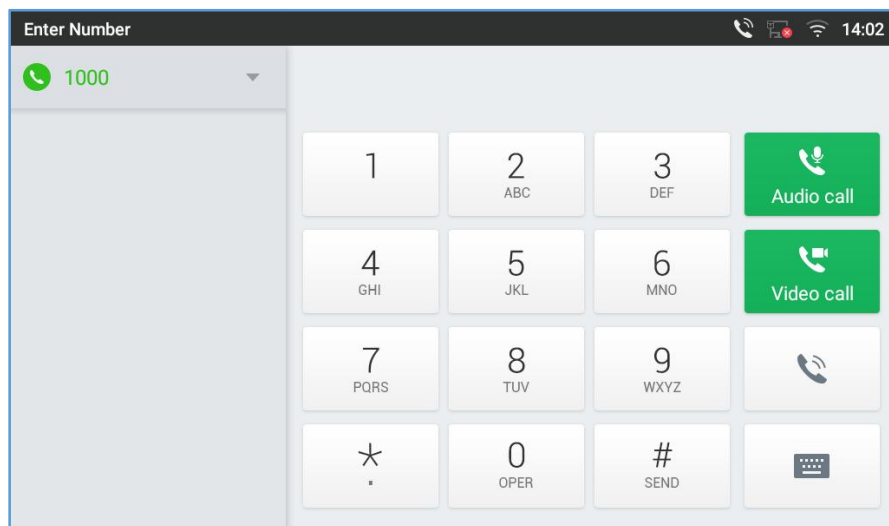 Enter Number 14:02
1000
1 2 3
ABC DEF
Audio call
4 5 6
GHI JKL MNO
Video call
7 8 9
PQRS TUV WXYZ
* 0 #
. OPER SEND